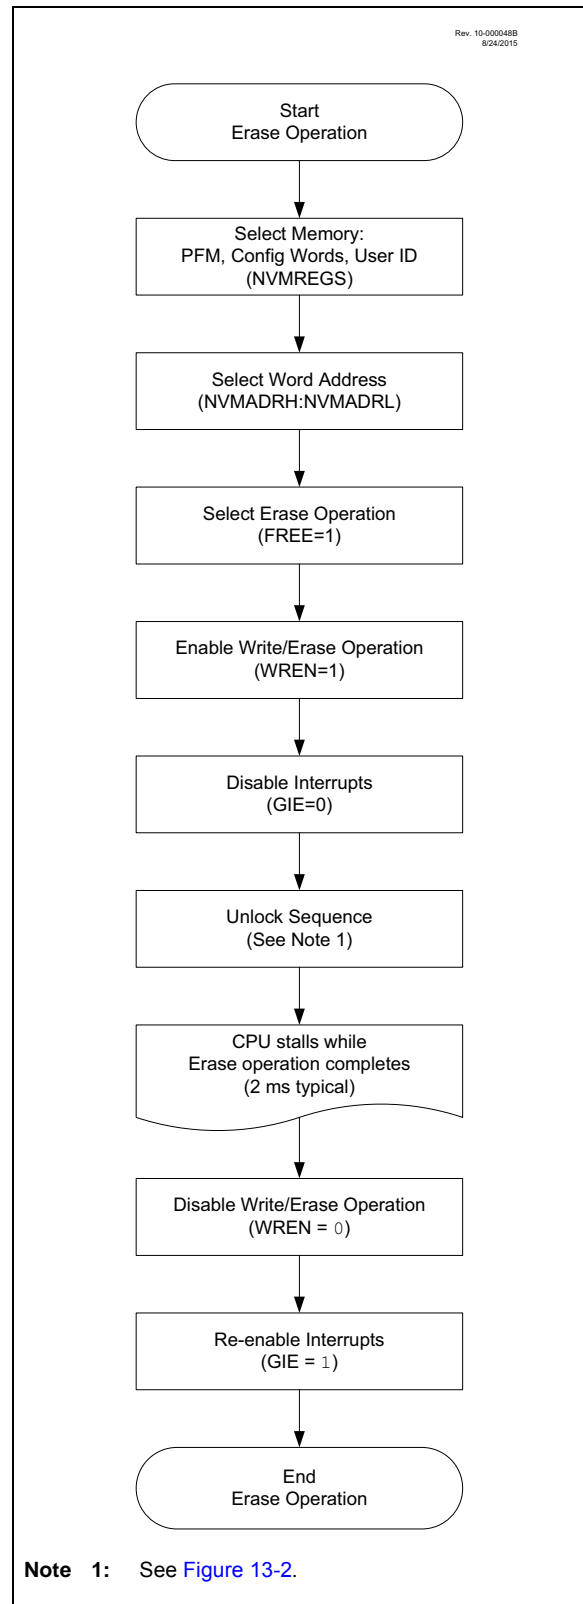 Rev. 10-000048B
8/24/2015
Start
Erase Operation
Select Memory:
PFM, Config Words, User ID
(NVMREGS)
Select Word Address
(NVMADRH:NVMADRL)
Select Erase Operation
(FREE=1)
Enable Write/Erase Operation
(WREN=1)
Disable Interrupts
(GIE=0)
Unlock Sequence
(See Note 1)
CPU stalls while
Erase operation completes
(2 ms typical)
Disable Write/Erase Operation
(WREN = 0)
Re-enable Interrupts
(GIE = 1)
End
Erase Operation
Note 1: See Figure 13-2.